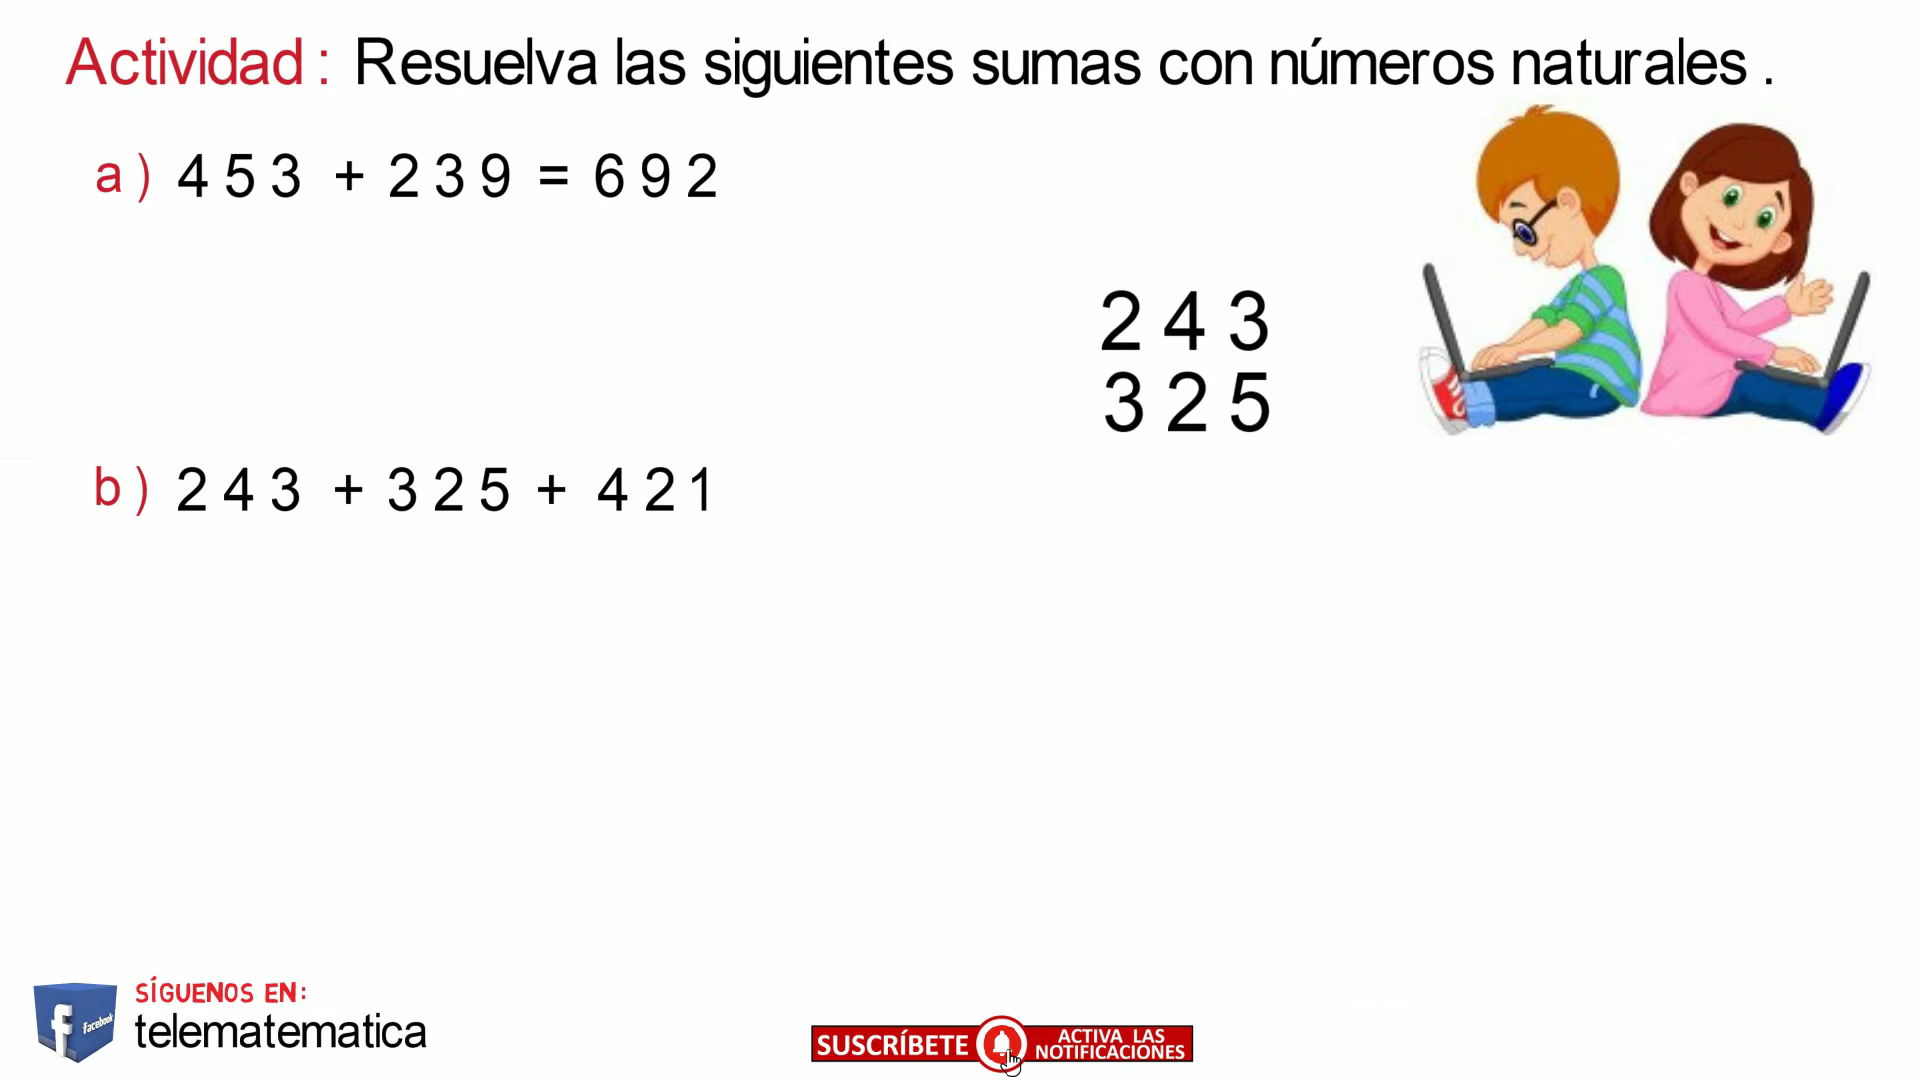 Actividad : Resuelva las siguientes sumas con números naturales .
a ) 4 5 3 + 2 3 9 = 6 9 2
2 4 3
3 2 5
b ) 2 4 3 + 3 2 5 + 4 2 1
SÍGUENOS EN:
facebook
telematematica
SUSCRÍBETE
ACTIVA LAS
NOTIFICACIONES